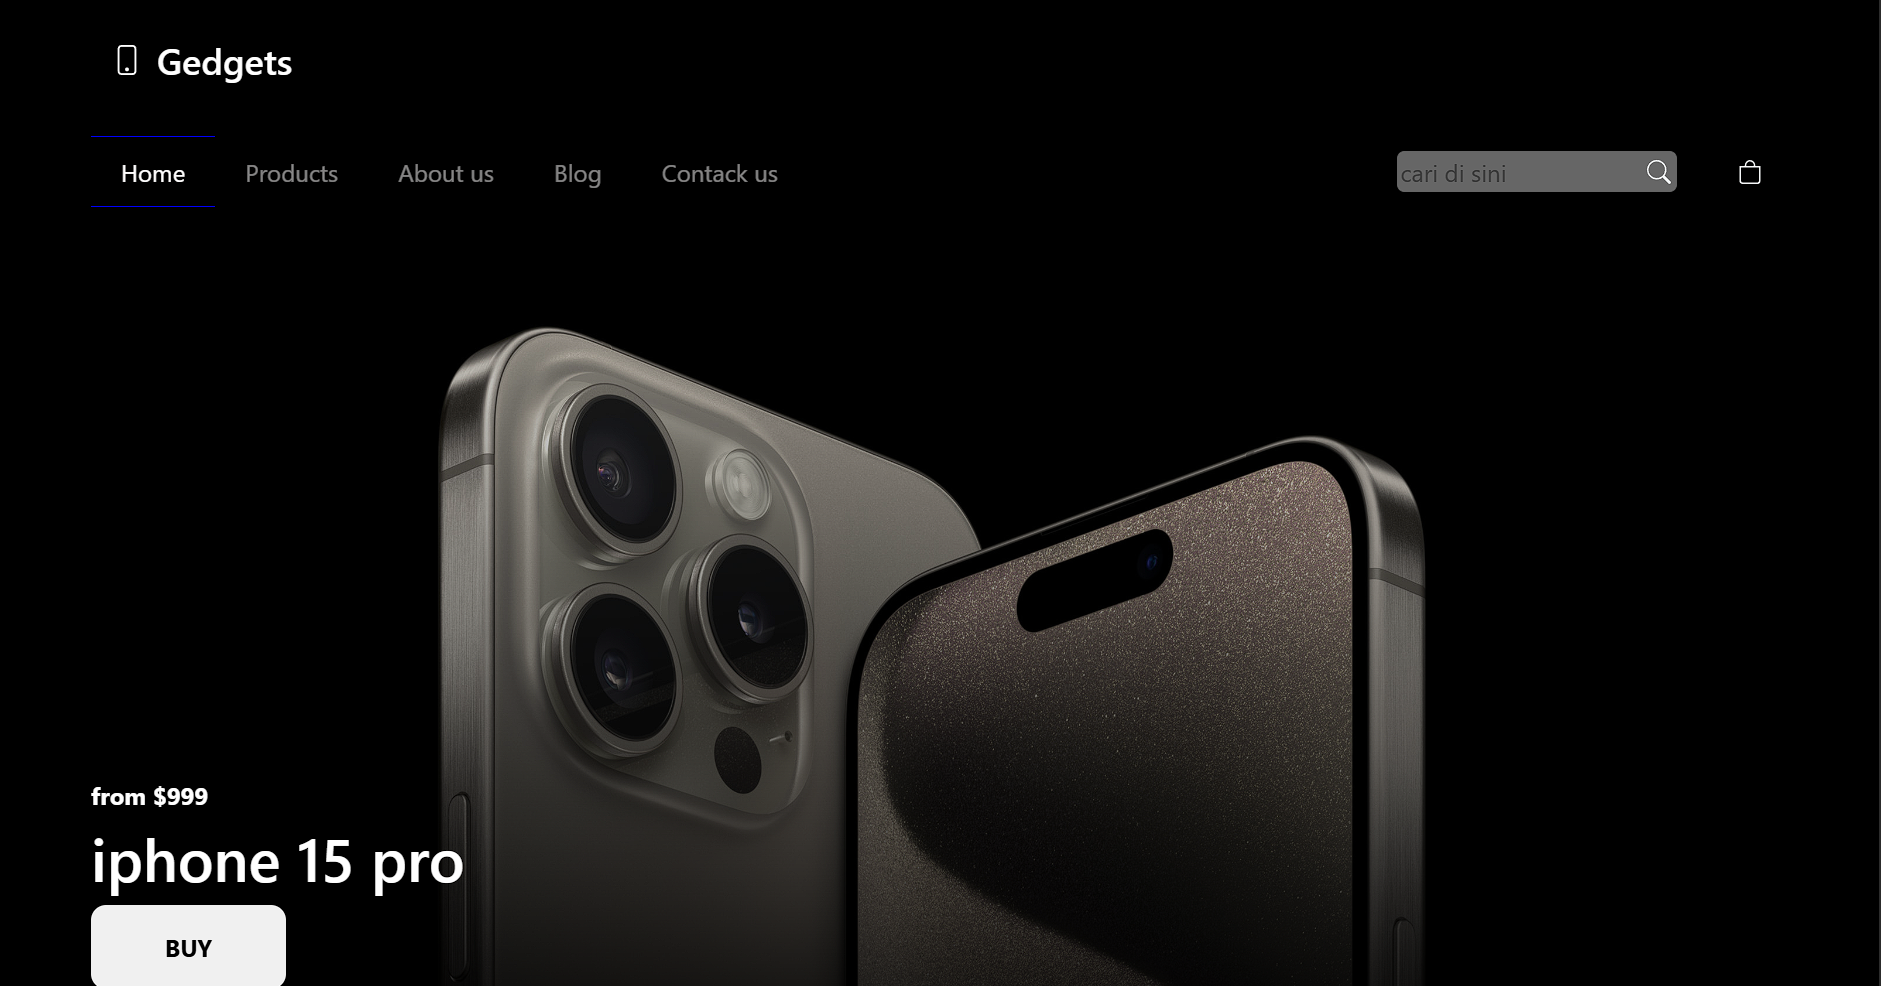 Gedgets
Home Products About us Blog Contack us cari di sini
from $999
iphone 15 pro
BUY